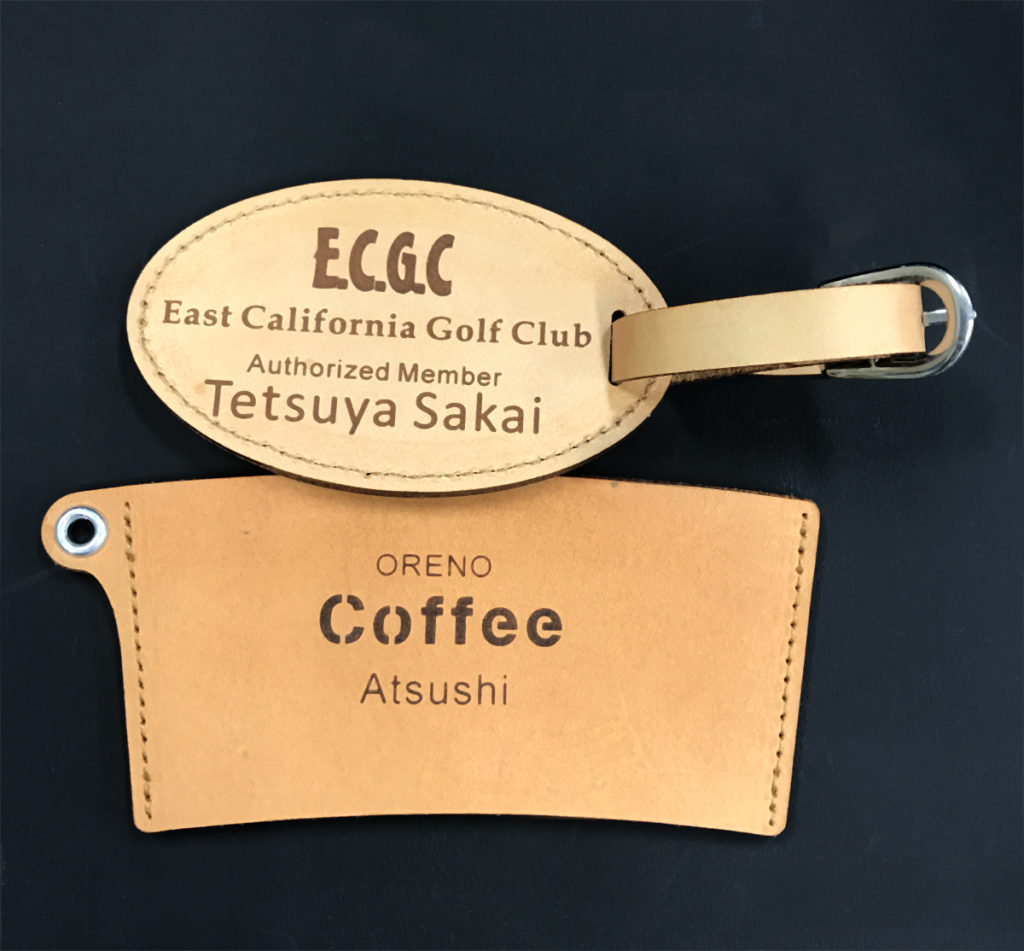 E.C.G.C
East California Golf Club
Authorized Member
Tetsuya Sakai
ORENO
Coffee
Atsushi